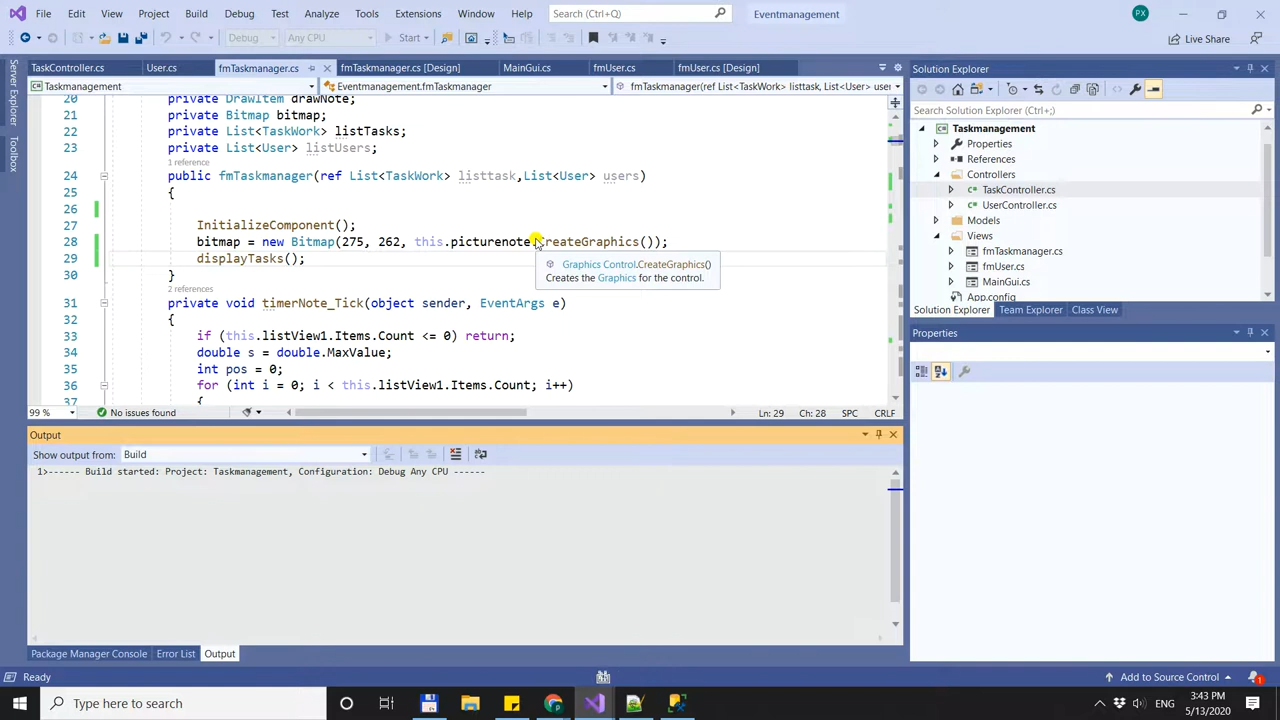 File Edit View Project Build Debug Test Analyze Tools Extensions Window Help Search (Ctrl+Q) Eventmanagement PX
Debug Any CPU Start Live Share
TaskController.cs User.cs fmTaskmanager.cs fmTaskmanager.cs [Design] MainGui.cs fmUser.cs fmUser.cs [Design]
Taskmanagement Eventmanagement.fmTaskmanager fmTaskmanager(ref List<TaskWork> listtask, List<User> user
20 private DrawItem drawNote;
21 private Bitmap bitmap;
22 private List<TaskWork> listTasks;
23 private List<User> listUsers;
1 reference
24 public fmTaskmanager(ref List<TaskWork> listtask,List<User> users)
25 {
26
27 InitializeComponent();
28 bitmap = new Bitmap(275, 262, this.picturenote.CreateGraphics());
29 displayTasks();
30 }
2 references
31 private void timerNote_Tick(object sender, EventArgs e)
32 {
33 if (this.listView1.Items.Count <= 0) return;
34 double s = double.MaxValue;
35 int pos = 0;
36 for (int i = 0; i < this.listView1.Items.Count; i++)
37 {
Graphics Control.CreateGraphics()
Creates the Graphics for the control.
99 % No issues found Ln: 29 Ch: 28 SPC CRLF
Output
Show output from: Build
1>------ Build started: Project: Taskmanagement, Configuration: Debug Any CPU ------
Package Manager Console Error List Output
Server Explorer
Toolbox
Solution Explorer
Search Solution Explorer (Ctrl+;)
Taskmanagement
Properties
References
Controllers
TaskController.cs
UserController.cs
Models
Views
fmTaskmanager.cs
fmUser.cs
MainGui.cs
App.config
Solution Explorer Team Explorer Class View
Properties
Ready Add to Source Control 1
Type here to search ENG 3:43 PM
5/13/2020